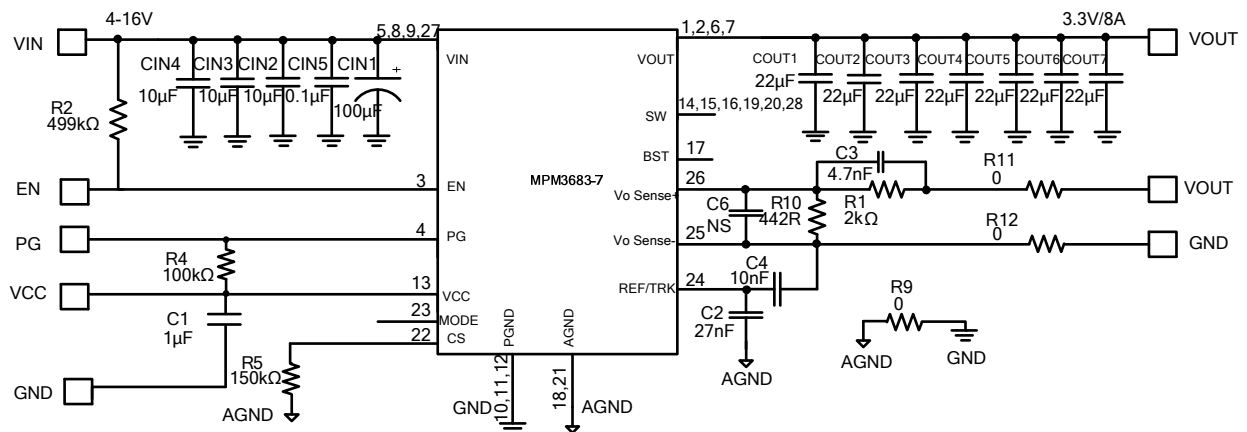 4-16V
3.3V/8A
VIN
5,8,9,27
VIN
1,2,6,7
VOUT
VOUT
CIN4
CIN3
CIN2
CIN5
CIN1
+
10µF
10µF
10µF
0.1µF
100µF
R2
499kΩ
COUT1
COUT2
COUT3
COUT4
COUT5
COUT6
COUT7
22µF
22µF
22µF
22µF
22µF
22µF
22µF
SW
14,15,16,19,20,28
BST
17
MPM3683-7
EN
3
EN
Vo Sense+
26
C3
4.7nF
R1
2kΩ
R11
0
VOUT
C6
NS
R10
442R
PG
4
PG
Vo Sense-
25
R12
0
GND
R4
100kΩ
C4
10nF
VCC
13
VCC
REF/TRK
24
23
MODE
22
CS
C1
1µF
C2
27nF
R9
0
AGND
GND
R5
150kΩ
GND
AGND
PGND
10,11,12
GND
AGND
18,21
AGND
AGND